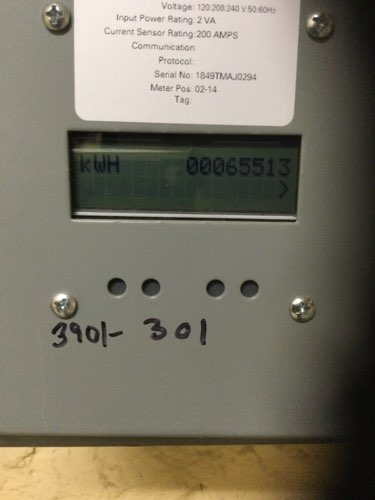 Voltage: 120:208:240 V:50:60Hz
Input Power Rating: 2 VA
Current Sensor Rating: 200 AMPS
Communication
Protocol:
Serial No: 1849TMAJ0294
Meter Pos: 02-14
Tag:
kWH 00065513
>
3901- 301